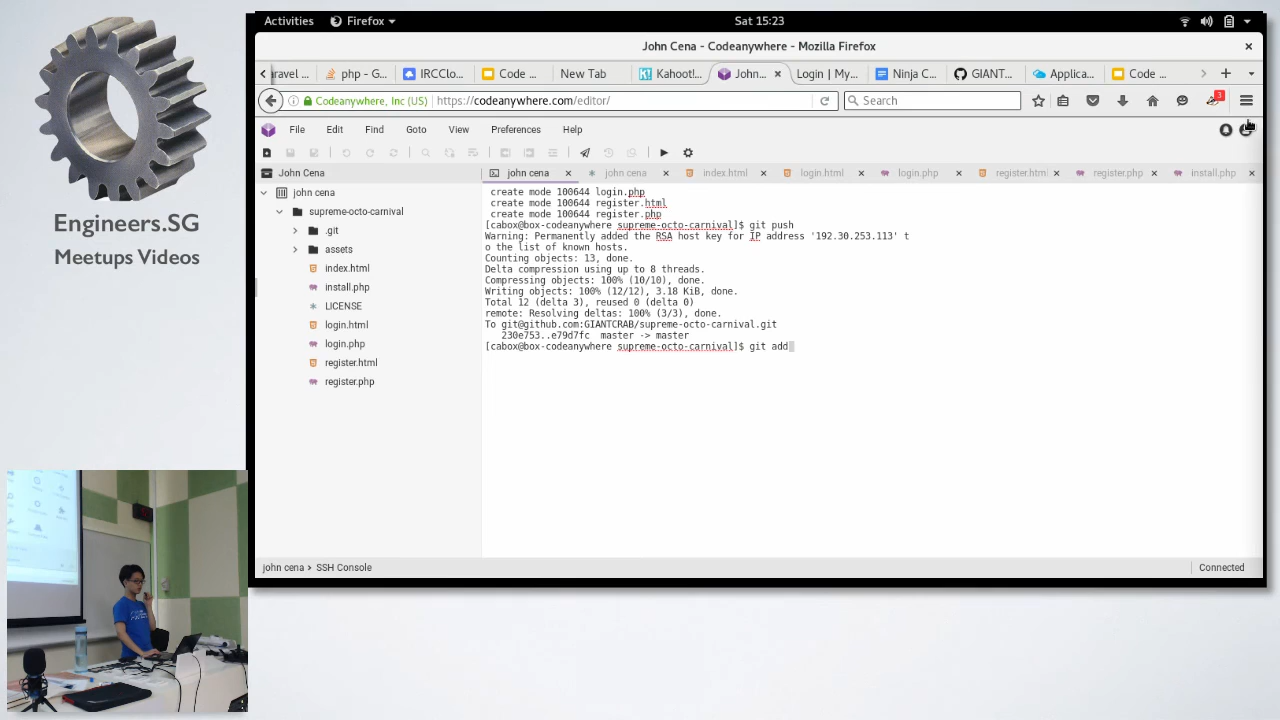 Engineers.SG
Meetups Videos
Activities
Firefox
Sat 15:23
John Cena - Codeanywhere - Mozilla Firefox
aravel ...
php - G...
IRCClo...
Code ...
New Tab
Kahoot!...
John...
Login | My...
Ninja C...
GIANT...
Applica...
Code ...
Codeanywhere, Inc (US)
https://codeanywhere.com/editor/
Search
3
File
Edit
Find
Goto
View
Preferences
Help
John Cena
john cena
john cena
index.html
login.html
login.php
register.html
register.php
install.php
john cena
supreme-octo-carnival
.git
assets
index.html
install.php
LICENSE
login.html
login.php
register.html
register.php
create mode 100644 login.php
create mode 100644 register.html
create mode 100644 register.php
[cabox@box-codeanywhere supreme-octo-carnival]$ git push
Warning: Permanently added the RSA host key for IP address '192.30.253.113' t
o the list of known hosts.
Counting objects: 13, done.
Delta compression using up to 8 threads.
Compressing objects: 100% (10/10), done.
Writing objects: 100% (12/12), 3.18 KiB, done.
Total 12 (delta 3), reused 0 (delta 0)
remote: Resolving deltas: 100% (3/3), done.
To git@github.com:GIANTCRAB/supreme-octo-carnival.git
230e753..e79d7fc master -> master
[cabox@box-codeanywhere supreme-octo-carnival]$ git add
john cena > SSH Console
Connected